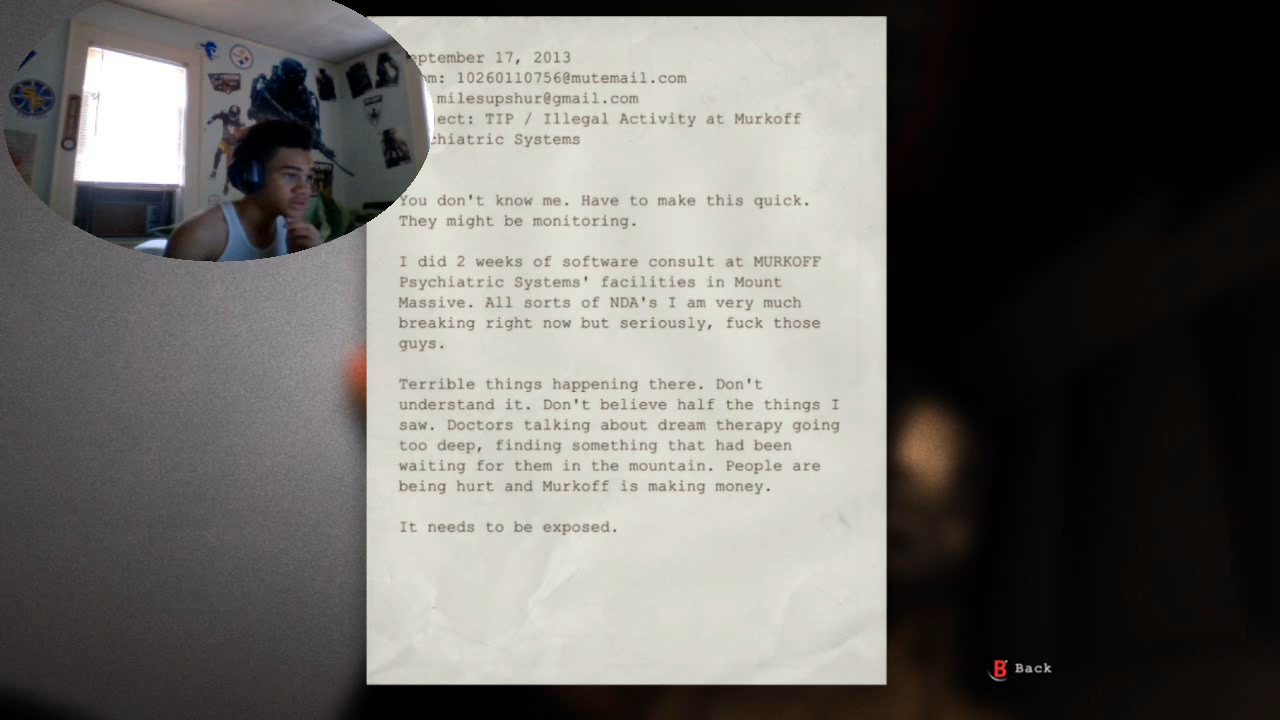 eptember 17, 2013
om: 10260110756@mutemail.com
milesupshur@gmail.com
ject: TIP / Illegal Activity at Murkoff
chiatric Systems
You don't know me. Have to make this quick.
They might be monitoring.
I did 2 weeks of software consult at MURKOFF
Psychiatric Systems' facilities in Mount
Massive. All sorts of NDA's I am very much
breaking right now but seriously, fuck those
guys.
Terrible things happening there. Don't
understand it. Don't believe half the things I
saw. Doctors talking about dream therapy going
too deep, finding something that had been
waiting for them in the mountain. People are
being hurt and Murkoff is making money.
It needs to be exposed.
B Back